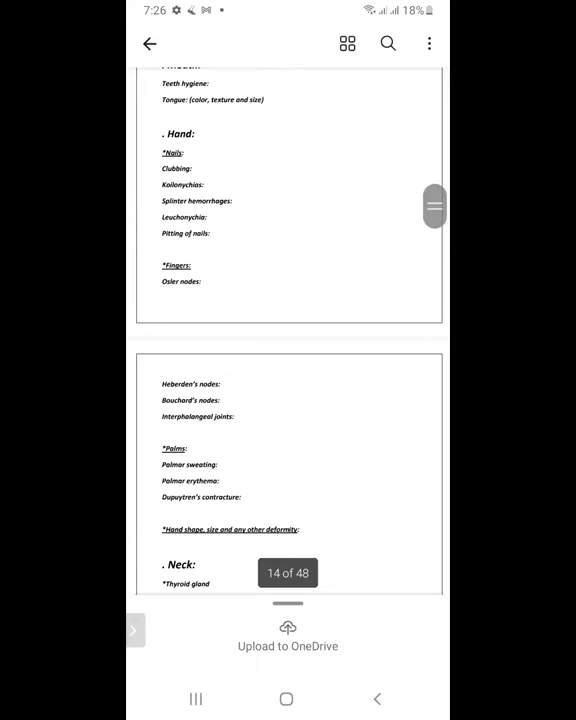 7:26
18%
Teeth hygiene:
Tongue: (color, texture and size)
. Hand:
*Nails:
Clubbing:
Koilonychias:
Splinter hemorrhages:
Leuchonychia:
Pitting of nails:
*Fingers:
Osler nodes:
Heberden's nodes:
Bouchard's nodes:
Interphalangeal joints:
*Palms:
Palmar sweating:
Palmar erythema:
Dupuytren's contracture:
*Hand shape, size and any other deformity:
. Neck:
14 of 48
*Thyroid gland
Upload to OneDrive